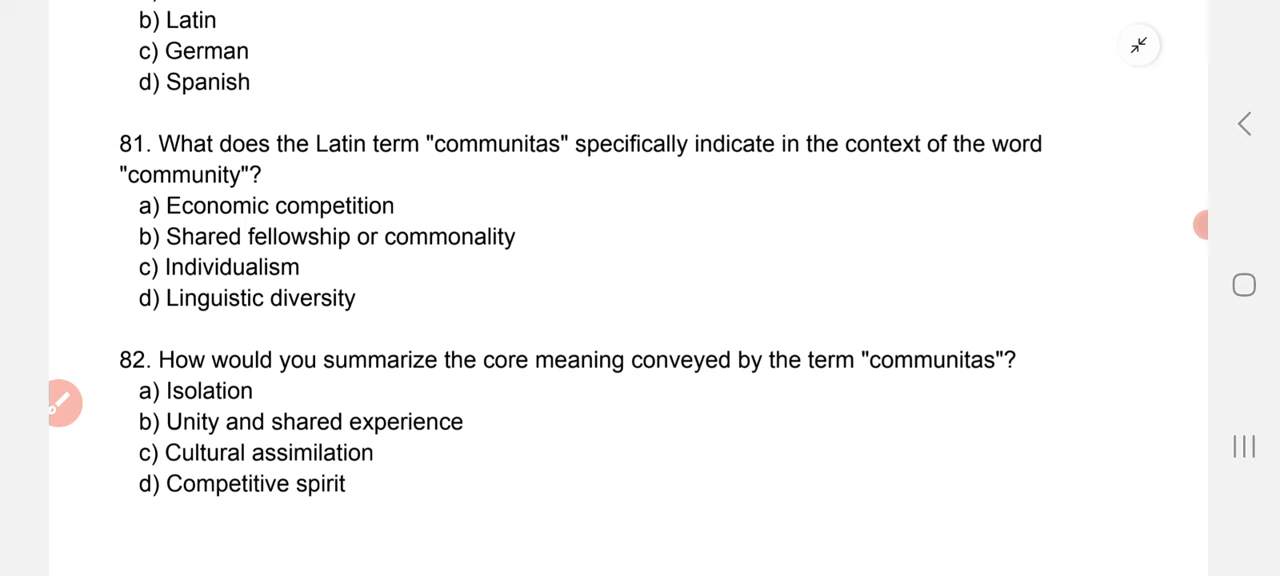 b) Latin
c) German
d) Spanish
81. What does the Latin term "communitas" specifically indicate in the context of the word
"community"?
a) Economic competition
b) Shared fellowship or commonality
c) Individualism
d) Linguistic diversity
82. How would you summarize the core meaning conveyed by the term "communitas"?
a) Isolation
b) Unity and shared experience
c) Cultural assimilation
d) Competitive spirit